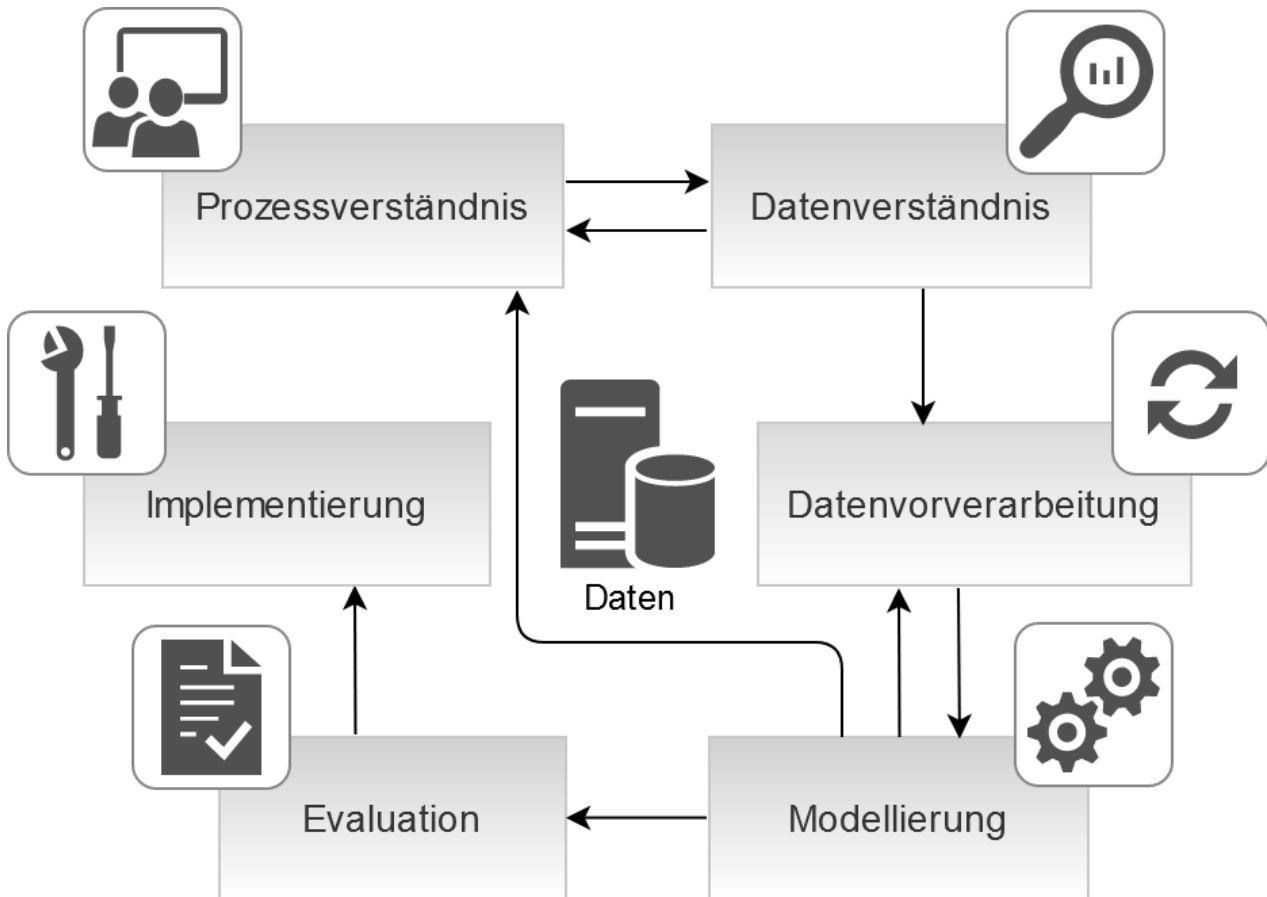 Prozessverständnis
Datenverständnis
Implementierung
Datenvorverarbeitung
Daten
Evaluation
Modellierung